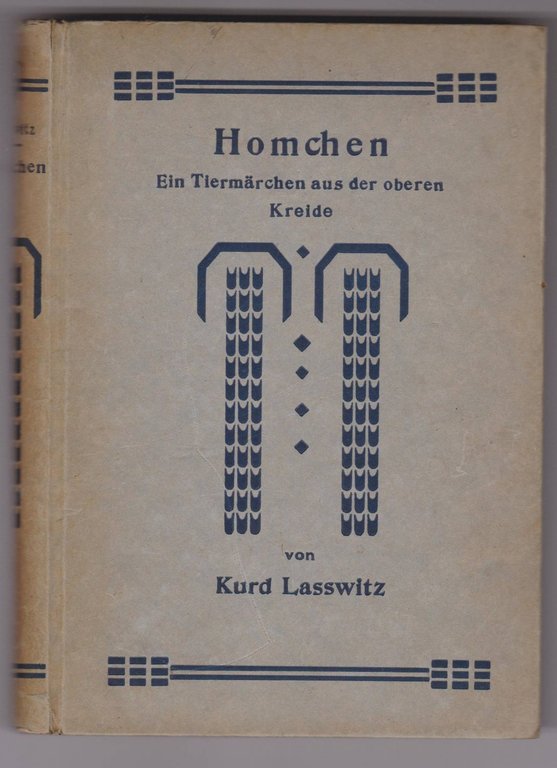 Homchen
Ein Tiermärchen aus der oberen
Kreide
von
Kurd Lasswitz